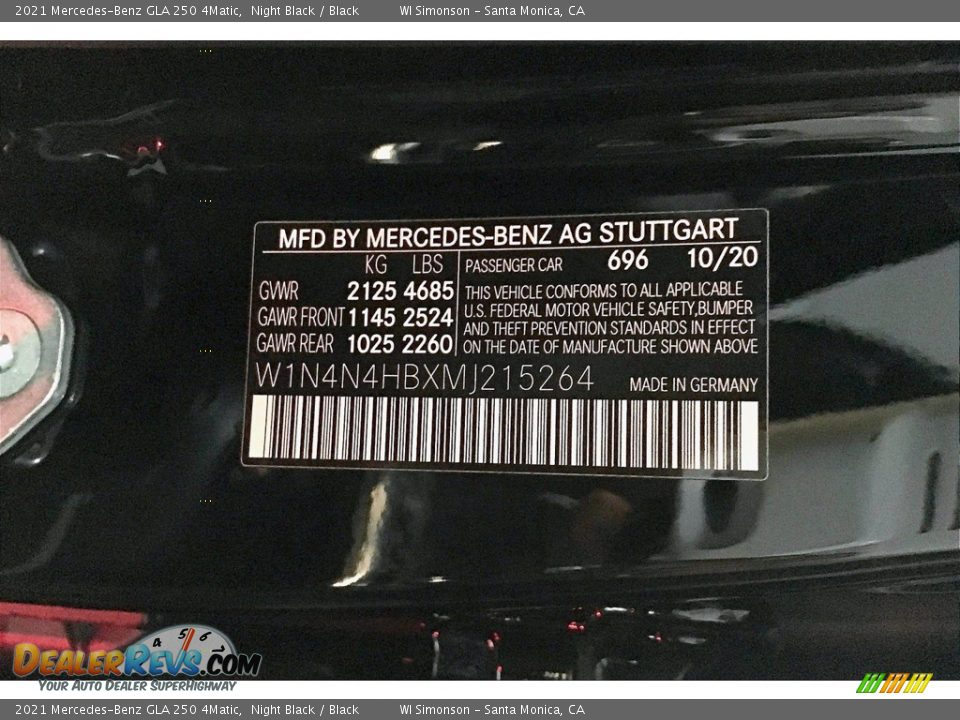 2021 Mercedes-Benz GLA 250 4Matic, Night Black / Black WI Simonson - Santa Monica, CA
MFD BY MERCEDES-BENZ AG STUTTGART
KG LBS
GVWR 2125 4685
GAWR FRONT 1145 2524
GAWR REAR 1025 2260
PASSENGER CAR 696 10/20
THIS VEHICLE CONFORMS TO ALL APPLICABLE
U.S. FEDERAL MOTOR VEHICLE SAFETY,BUMPER
AND THEFT PREVENTION STANDARDS IN EFFECT
ON THE DATE OF MANUFACTURE SHOWN ABOVE
W1N4N4HBXMJ215264 MADE IN GERMANY
4 5 6
DEALERREVS.COM
YOUR AUTO DEALER SUPERHIGHWAY
2021 Mercedes-Benz GLA 250 4Matic, Night Black / Black WI Simonson - Santa Monica, CA